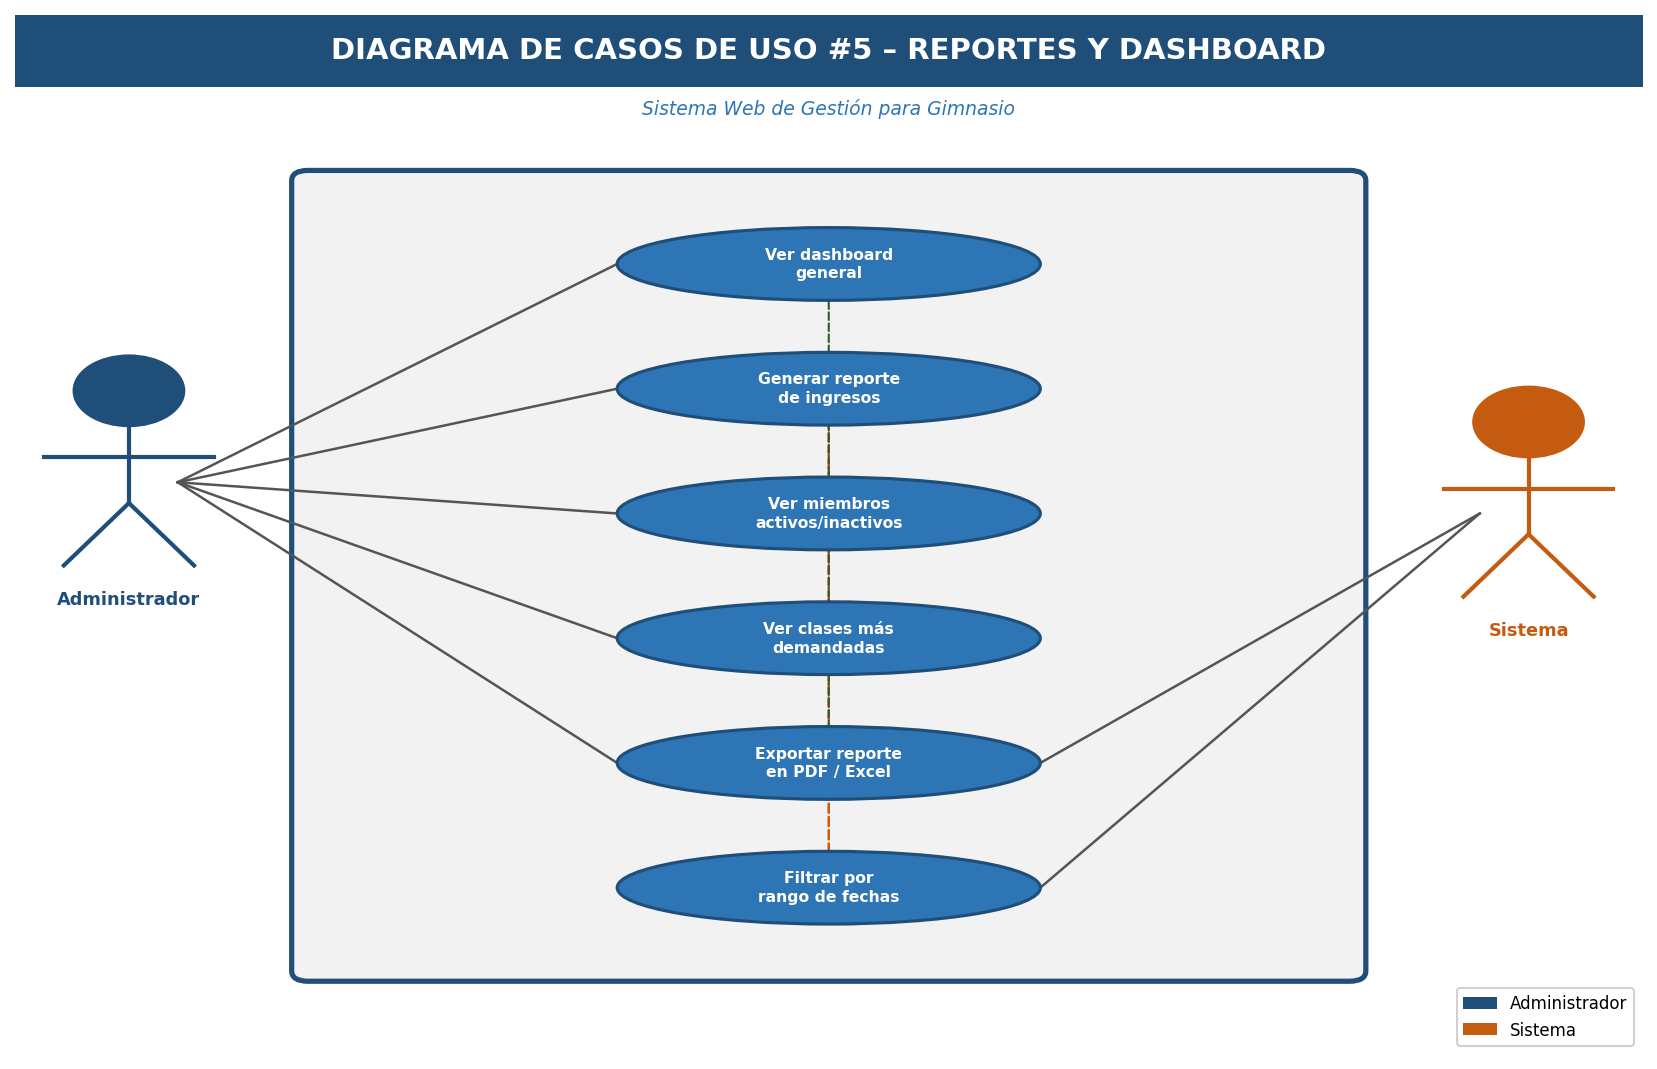 DIAGRAMA DE CASOS DE USO #5 – REPORTES Y DASHBOARD
Sistema Web de Gestión para Gimnasio
Ver dashboard
general
Generar reporte
de ingresos
Ver miembros
activos/inactivos
Administrador
Ver clases más
demandadas
Sistema
Exportar reporte
en PDF / Excel
Filtrar por
rango de fechas
Administrador
Sistema